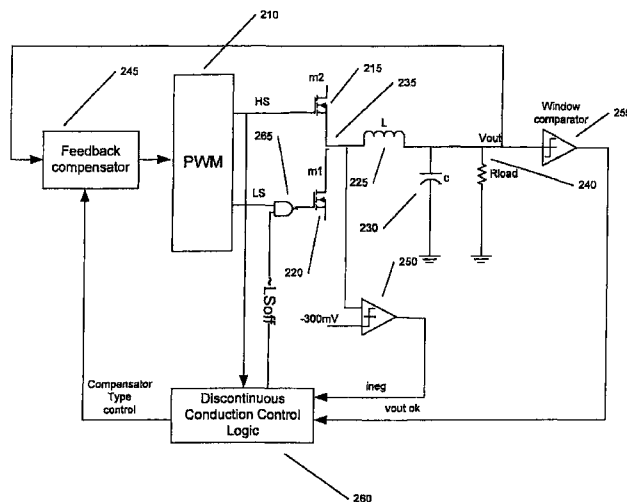 210
245
m2
215
235
HS
265
L
Window
comparator
255
Vout
Feedback
compensator
PWM
m1
LS
225
c
Rload
240
230
220
250
~LSoff
-300mV
Compensator
Type
control
ineg
Discontinuous
Conduction Control
Logic
vout ok
260